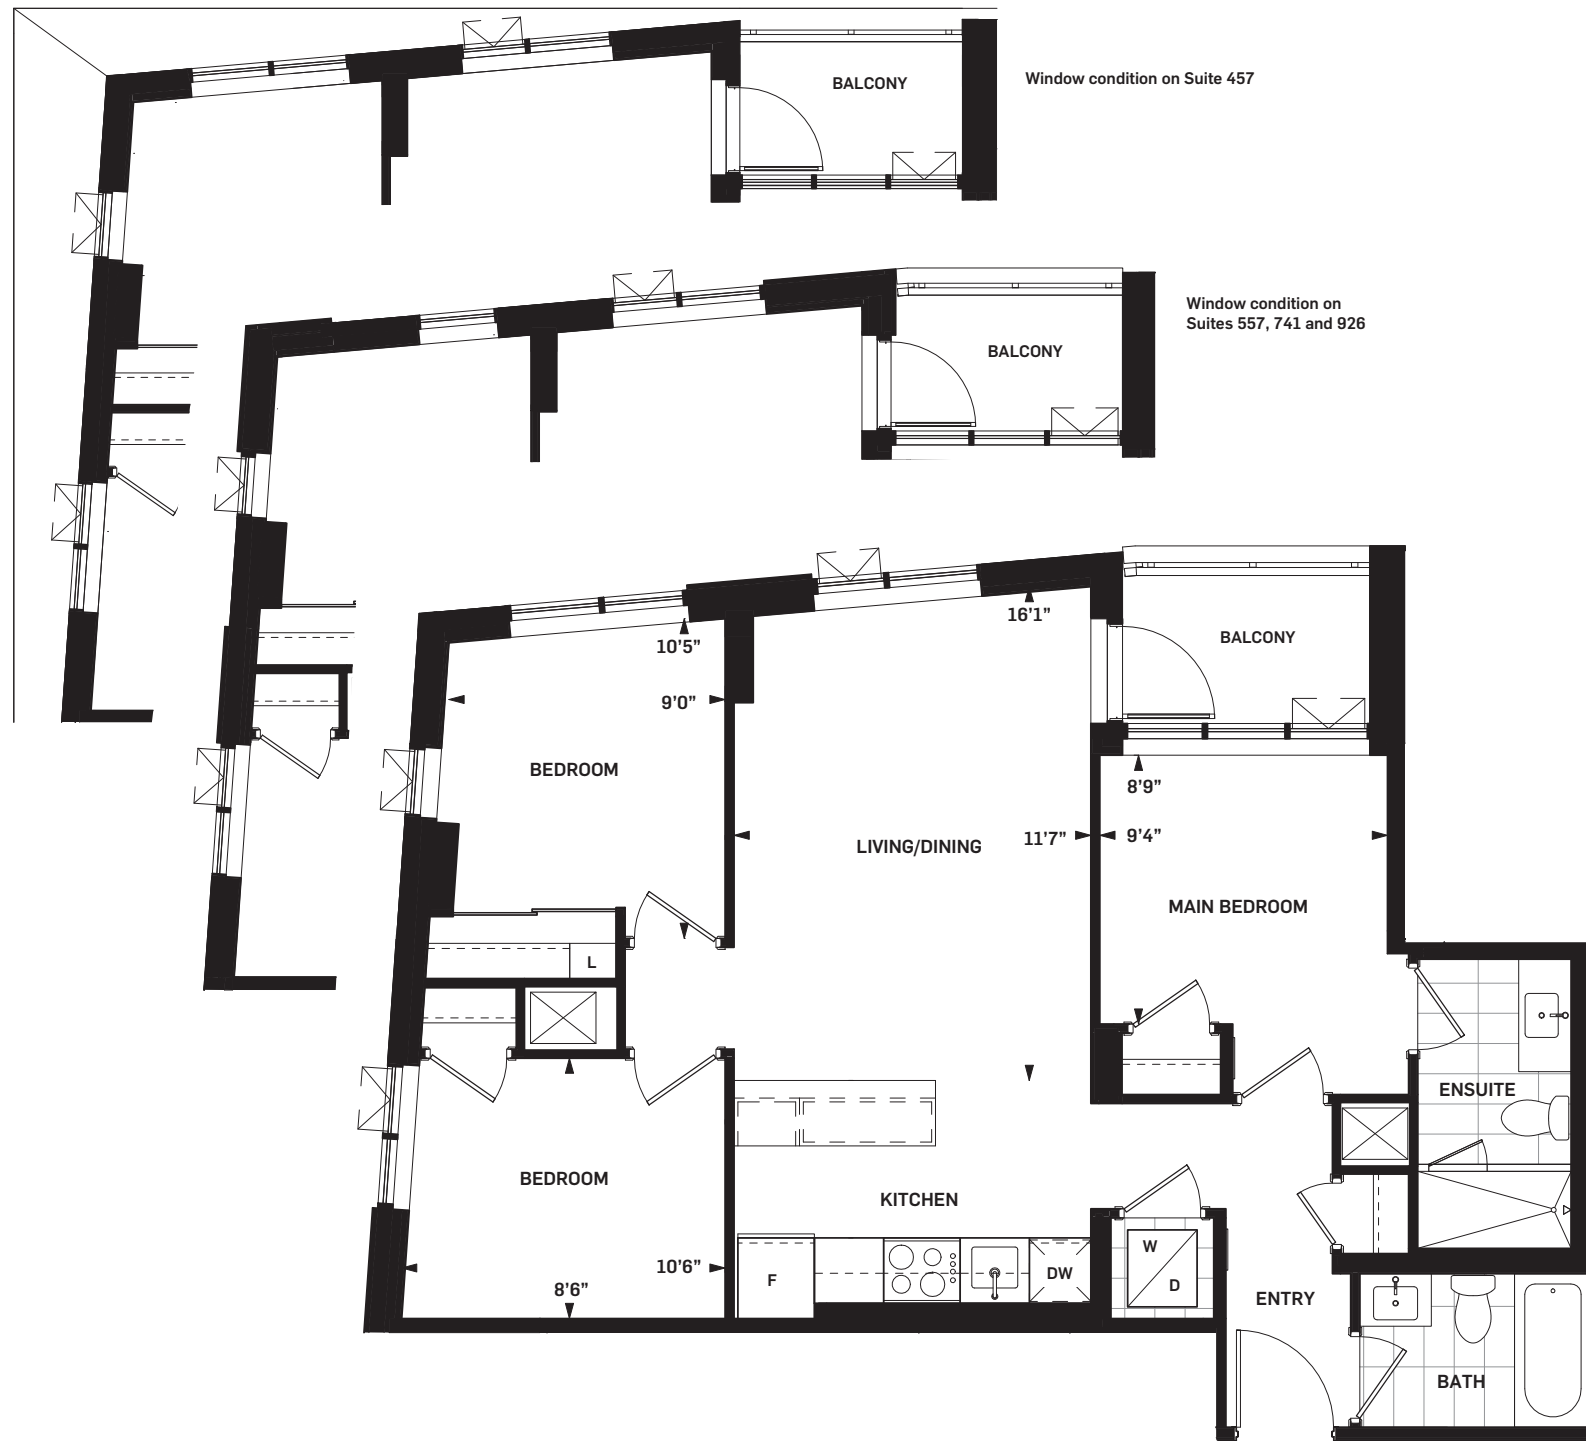 BALCONY
Window condition on Suite 457
Window condition on
Suites 557, 741 and 926
BALCONY
16’1”
10’5”
BALCONY
9’0”
BEDROOM
8’9”
LIVING/DINING
11’7”
9’4”
MAIN BEDROOM
L
ENSUITE
BEDROOM
KITCHEN
W
D
F
DW
10’6”
8’6”
ENTRY
BATH